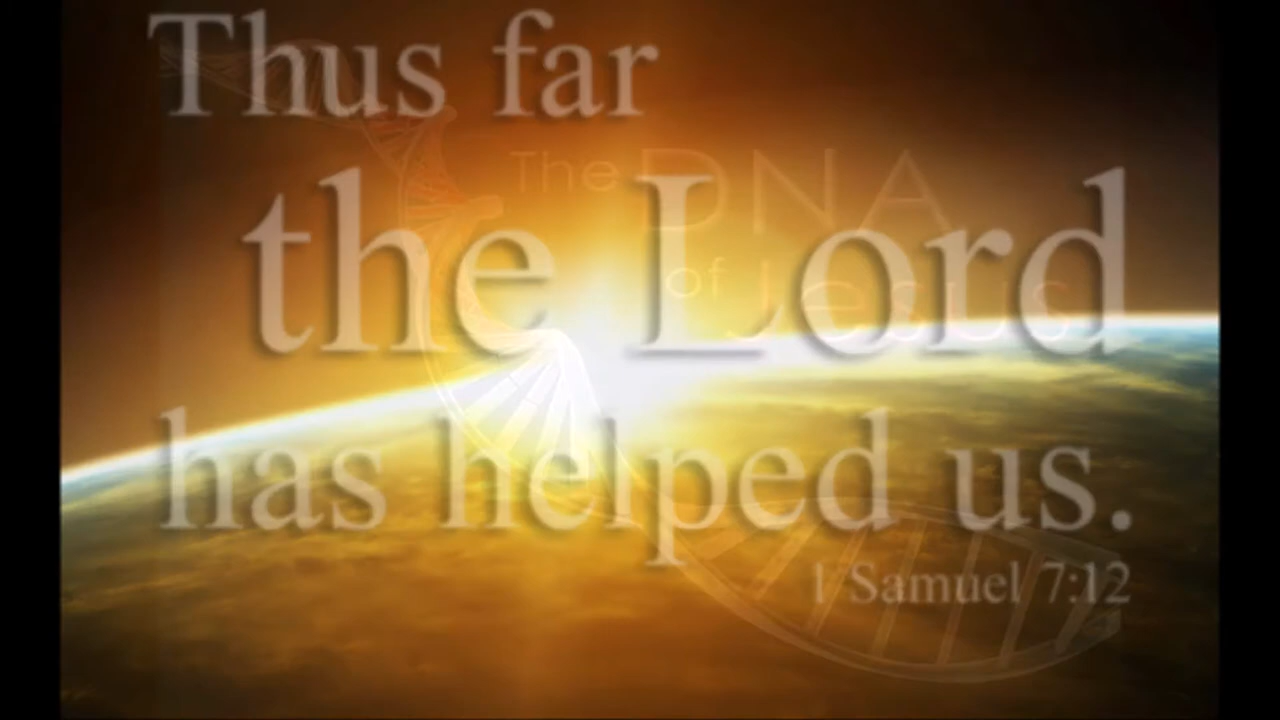 Thus far
The DNA
the Lord
of Jesus
has helped us.
1 Samuel 7:12